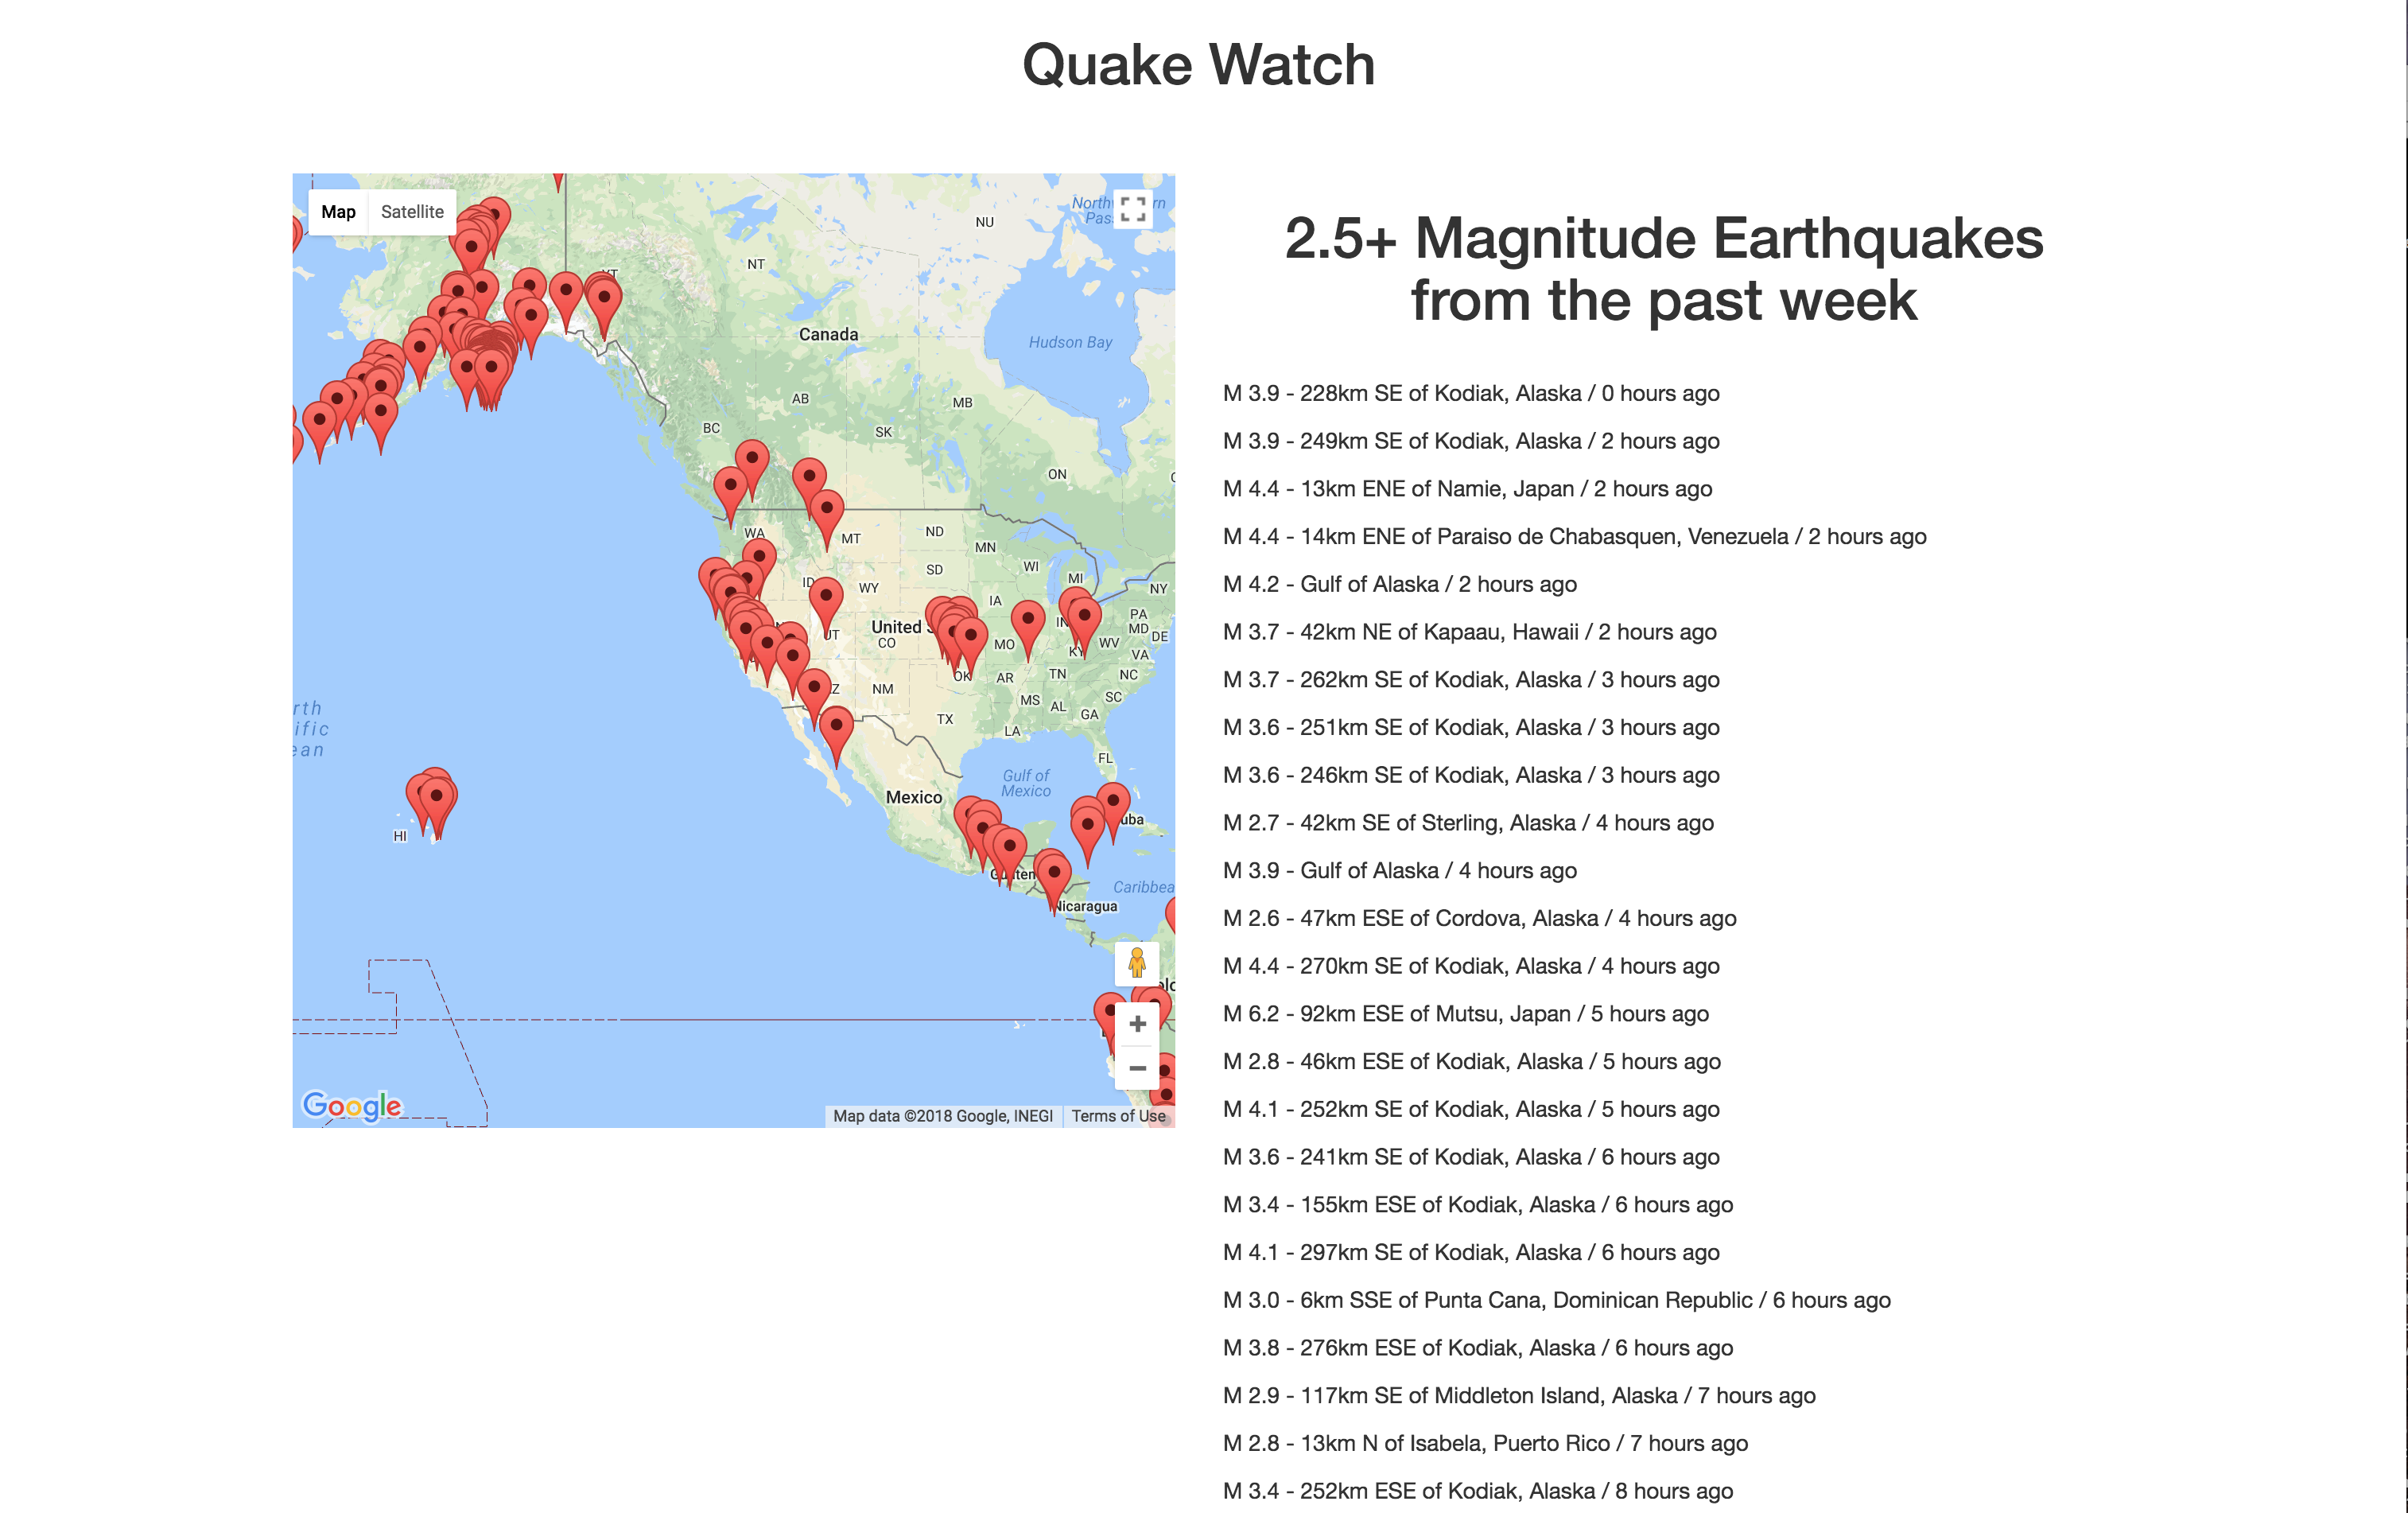 Quake Watch
Map
Satellite
NU
NT
Canada
Hudson Bay
AB
MB
BC
SK
ON
WA
MT
ND
MN
SD
WI
MI
WY
IA
NY
PA
MD
DE
UT
CO
United
MO
WV
KY
VA
OK
AR
TN
NC
NM
MS
AL
SC
GA
TX
LA
FL
Gulf of
Mexico
Mexico
HI
Nicaragua
Google
Map data ©2018 Google, INEGI
Terms of Use
2.5+ Magnitude Earthquakes
from the past week
M 3.9 - 228km SE of Kodiak, Alaska / 0 hours ago
M 3.9 - 249km SE of Kodiak, Alaska / 2 hours ago
M 4.4 - 13km ENE of Namie, Japan / 2 hours ago
M 4.4 - 14km ENE of Paraiso de Chabasquen, Venezuela / 2 hours ago
M 4.2 - Gulf of Alaska / 2 hours ago
M 3.7 - 42km NE of Kapaau, Hawaii / 2 hours ago
M 3.7 - 262km SE of Kodiak, Alaska / 3 hours ago
M 3.6 - 251km SE of Kodiak, Alaska / 3 hours ago
M 3.6 - 246km SE of Kodiak, Alaska / 3 hours ago
M 2.7 - 42km SE of Sterling, Alaska / 4 hours ago
M 3.9 - Gulf of Alaska / 4 hours ago
M 2.6 - 47km ESE of Cordova, Alaska / 4 hours ago
M 4.4 - 270km SE of Kodiak, Alaska / 4 hours ago
M 6.2 - 92km ESE of Mutsu, Japan / 5 hours ago
M 2.8 - 46km ESE of Kodiak, Alaska / 5 hours ago
M 4.1 - 252km SE of Kodiak, Alaska / 5 hours ago
M 3.6 - 241km SE of Kodiak, Alaska / 6 hours ago
M 3.4 - 155km ESE of Kodiak, Alaska / 6 hours ago
M 4.1 - 297km SE of Kodiak, Alaska / 6 hours ago
M 3.0 - 6km SSE of Punta Cana, Dominican Republic / 6 hours ago
M 3.8 - 276km ESE of Kodiak, Alaska / 6 hours ago
M 2.9 - 117km SE of Middleton Island, Alaska / 7 hours ago
M 2.8 - 13km N of Isabela, Puerto Rico / 7 hours ago
M 3.4 - 252km ESE of Kodiak, Alaska / 8 hours ago